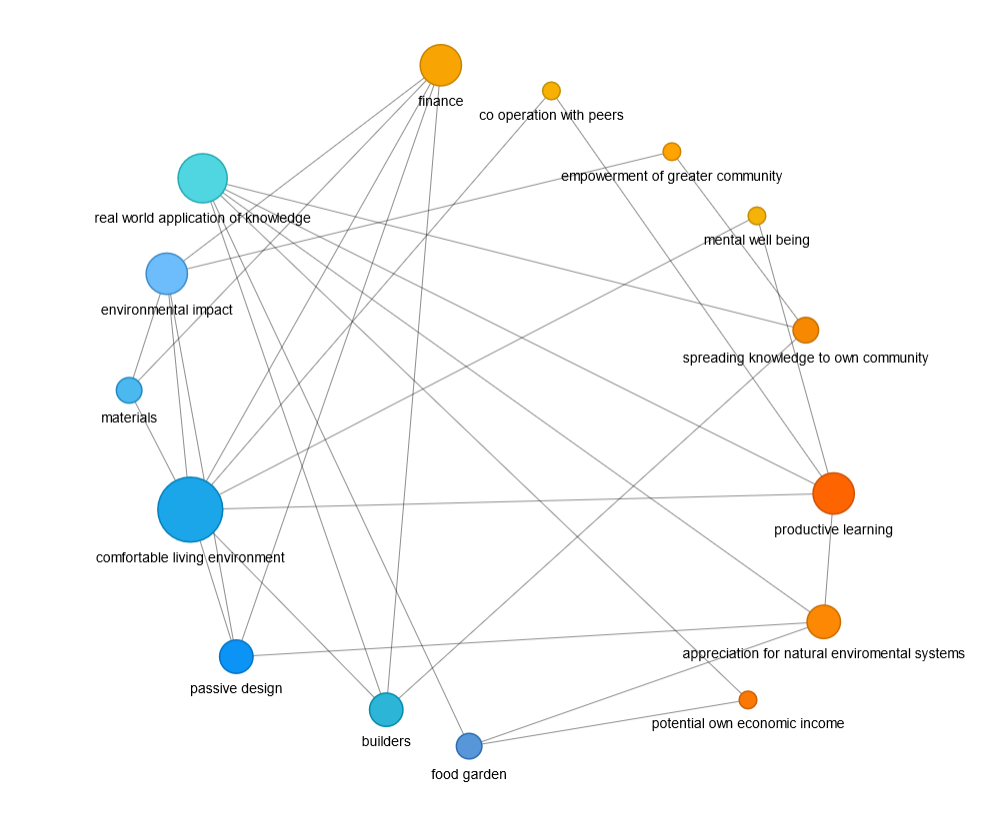 finance
co operation with peers
empowerment of greater community
real world application of knowledge
mental well being
environmental impact
spreading knowledge to own community
materials
productive learning
comfortable living environment
appreciation for natural enviromental systems
passive design
potential own economic income
builders
food garden